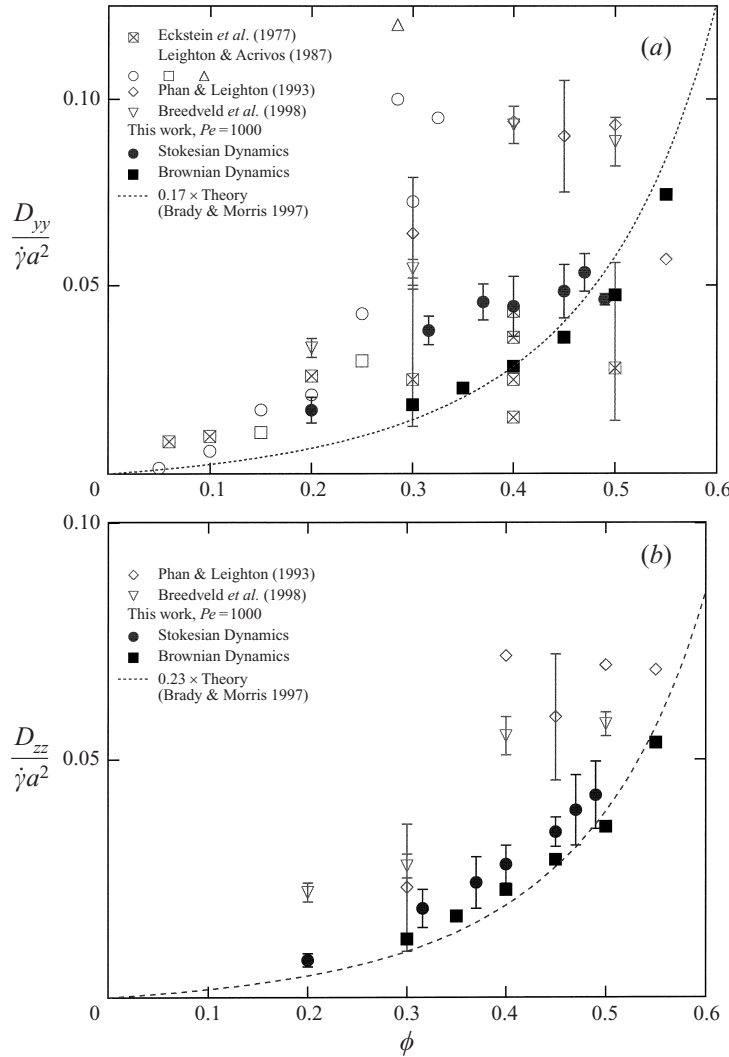 (a)
Eckstein et al. (1977)
Leighton & Acrivos (1987)
Phan & Leighton (1993)
Breedveld et al. (1998)
This work, Pe=1000
Stokesian Dynamics
Brownian Dynamics
0.17 × Theory
(Brady & Morris 1997)
0.10
D_yy
γ̇a²
0.05
0 0.1 0.2 0.3 0.4 0.5 0.6
0.10
(b)
Phan & Leighton (1993)
Breedveld et al. (1998)
This work, Pe=1000
Stokesian Dynamics
Brownian Dynamics
0.23 × Theory
(Brady & Morris 1997)
D_zz
γ̇a²
0.05
0 0.1 0.2 0.3 0.4 0.5 0.6
ϕ